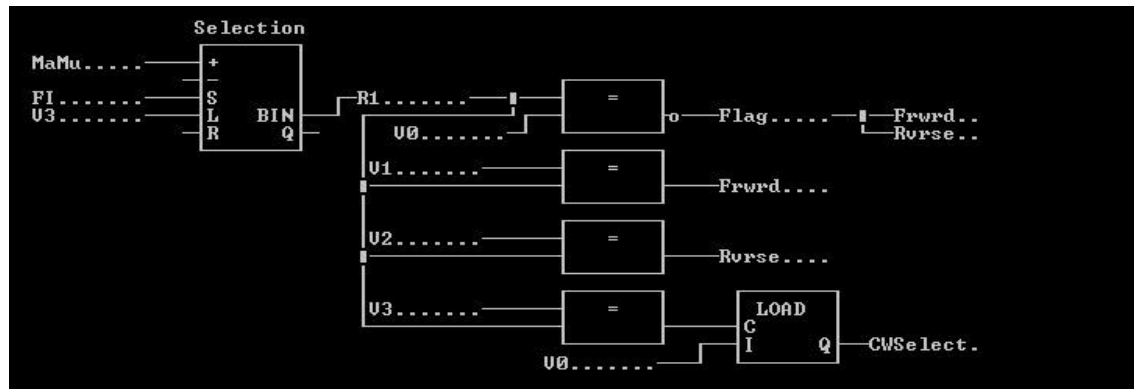 Selection
MaMu..... +
-
FI....... S
V3....... L BIN R1....... = Flag..... Frwrd..
R Q V0....... Rvrse..
V1....... = Frwrd....
V2....... = Rvrse....
V3....... = LOAD
C
V0....... I Q CWSelect.